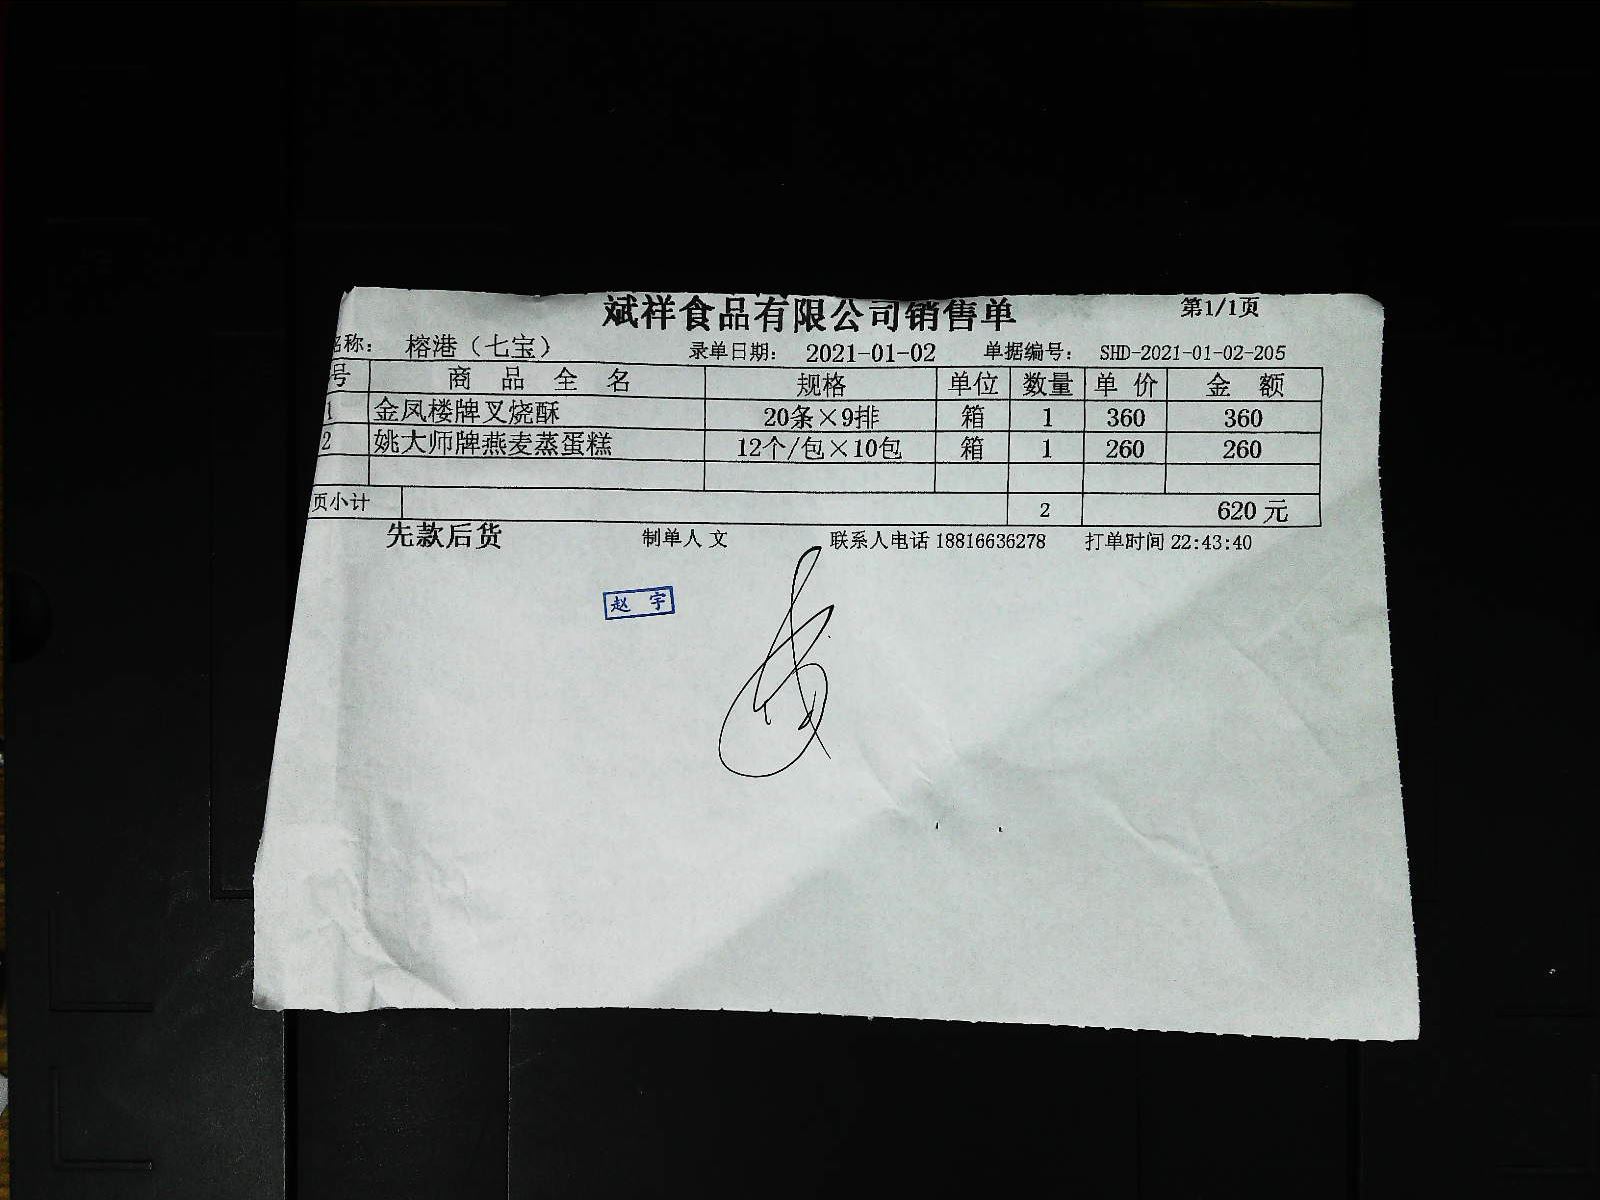 斌祥食品有限公司销售单 第1/1页
名称： 榕港（七宝） 录单日期： 2021-01-02 单据编号： SHD-2021-01-02-205
号 商品全名 规格 单位 数量 单价 金额
1 金凤楼牌叉烧酥 20条×9排 箱 1 360 360
2 姚大师牌燕麦蒸蛋糕 12个/包×10包 箱 1 260 260
页小计 2 620 元
先款后货 制单人 文 联系人电话 18816636278 打单时间 22:43:40
赵宇